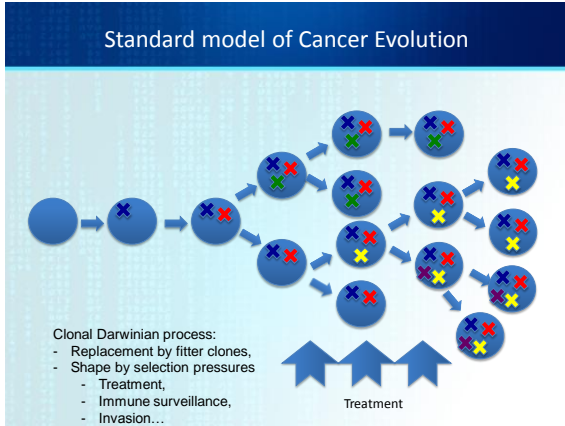 Standard model of Cancer Evolution
Clonal Darwinian process:
- Replacement by fitter clones,
- Shape by selection pressures
- Treatment,
- Immune surveillance,
- Invasion…
Treatment